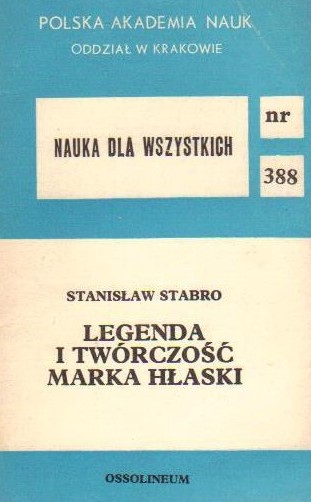 POLSKA AKADEMIA NAUK
ODDZIAŁ W KRAKOWIE
nr
NAUKA DLA WSZYSTKICH
388
STANISŁAW STABRO
LEGENDA
I TWÓRCZOŚĆ
MARKA HŁASKI
OSSOLINEUM